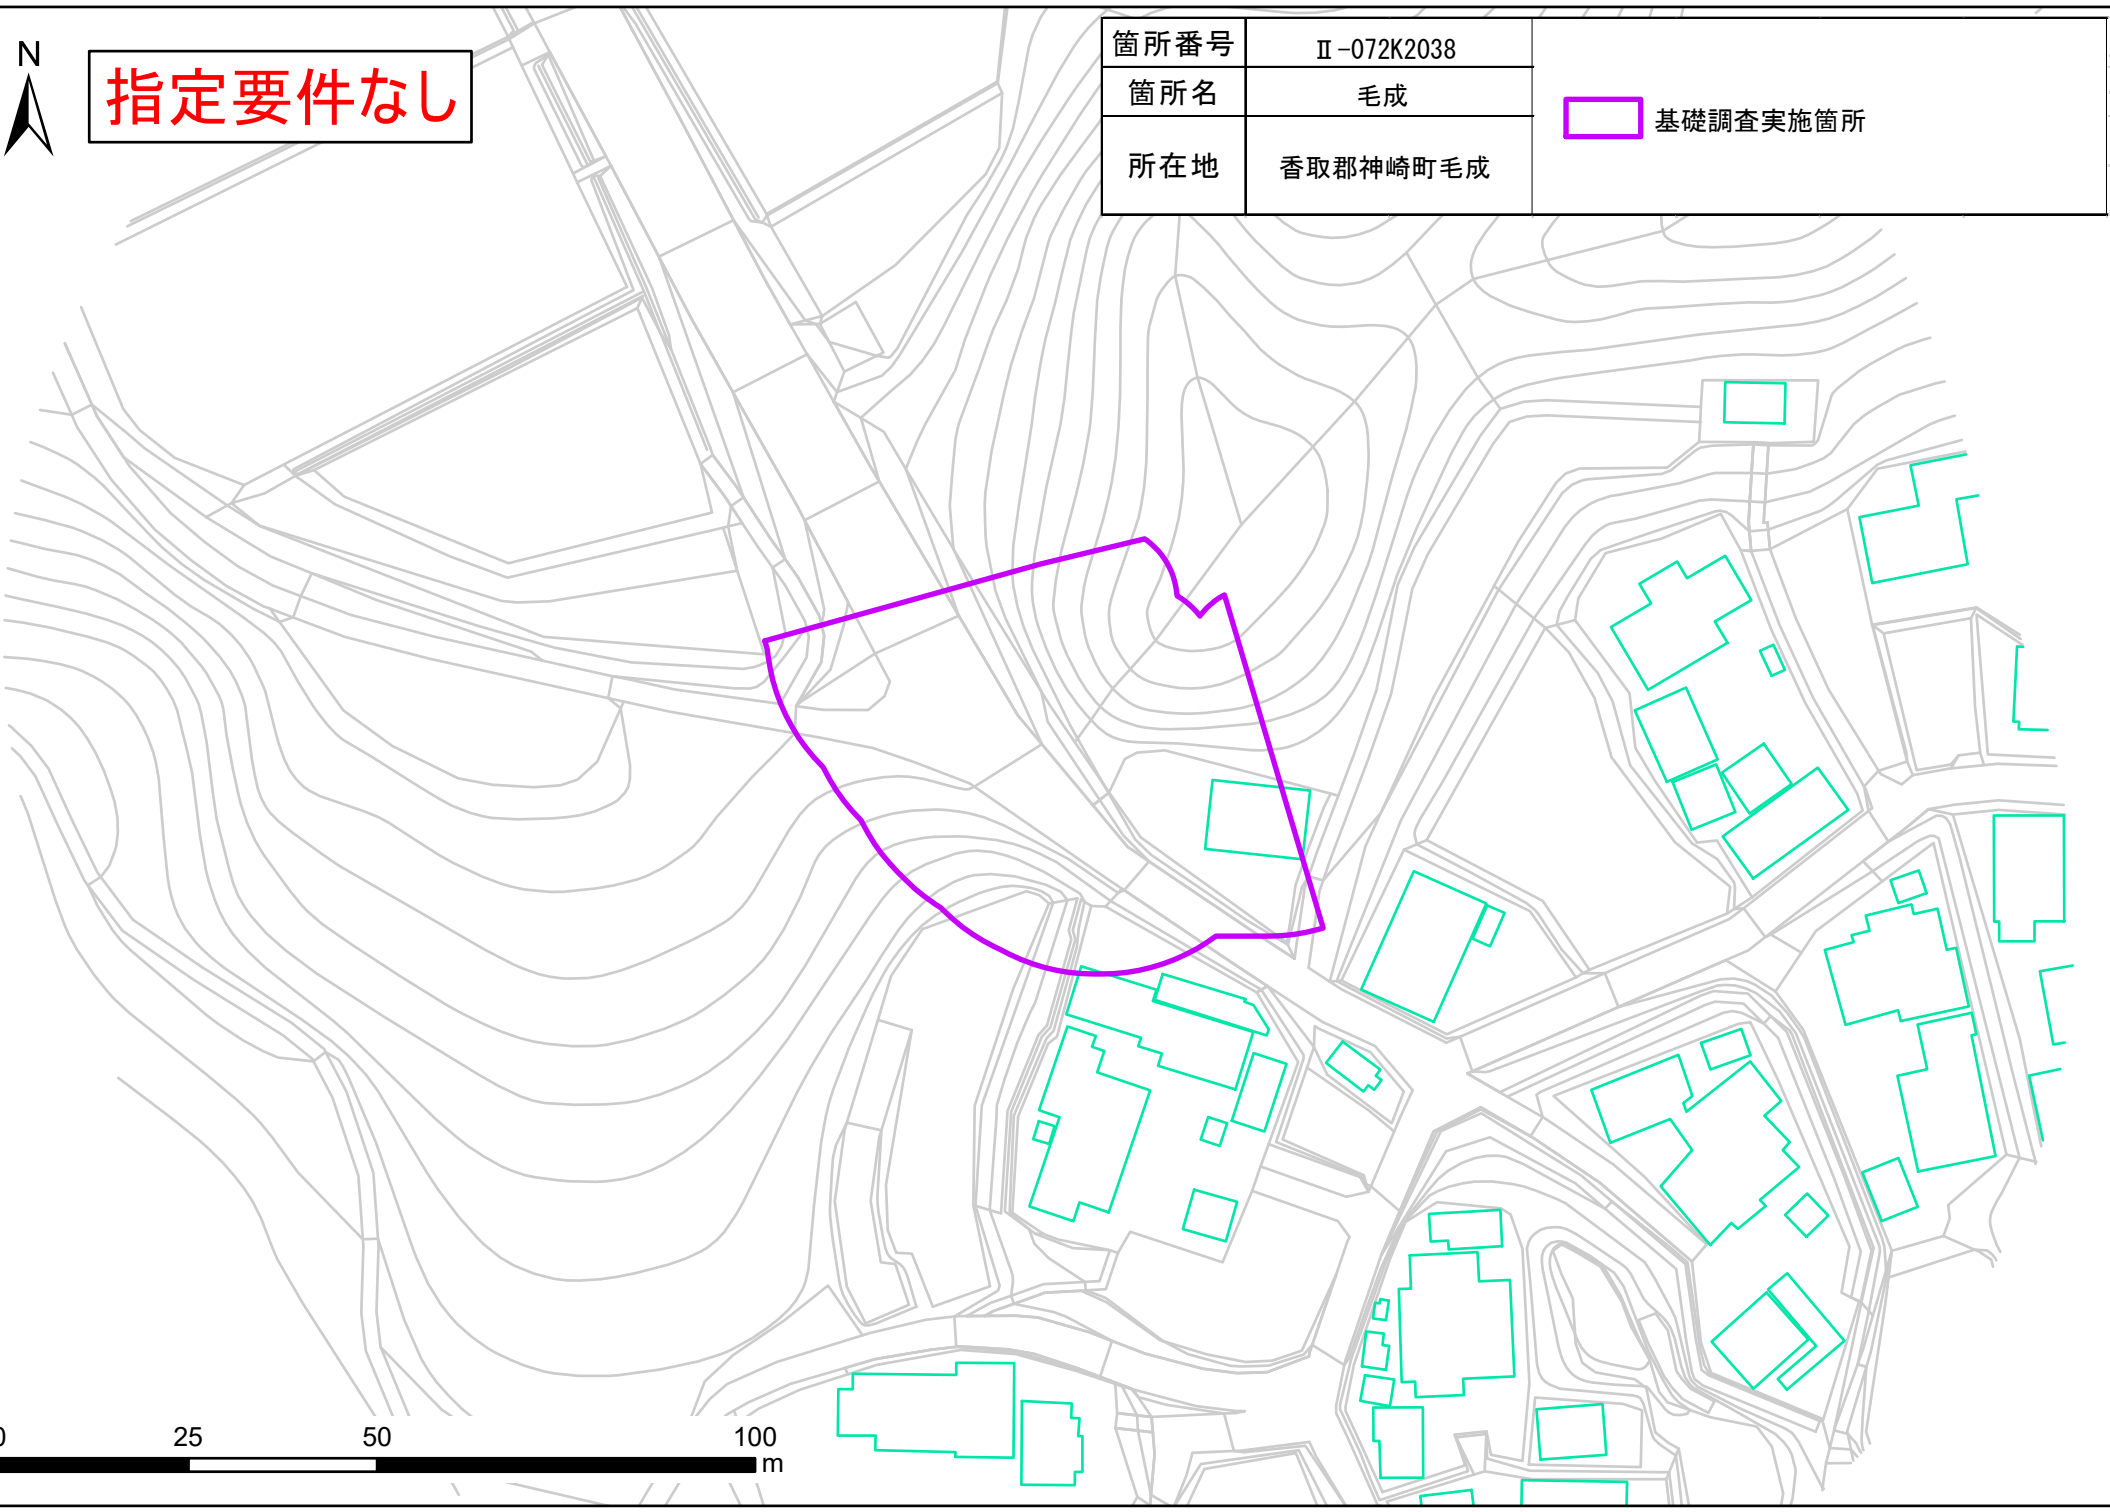 N
指定要件なし
箇所番号 Ⅱ-072K2038
箇所名 毛成
所在地 香取郡神崎町毛成
基礎調査実施箇所
0 25 50 100
m